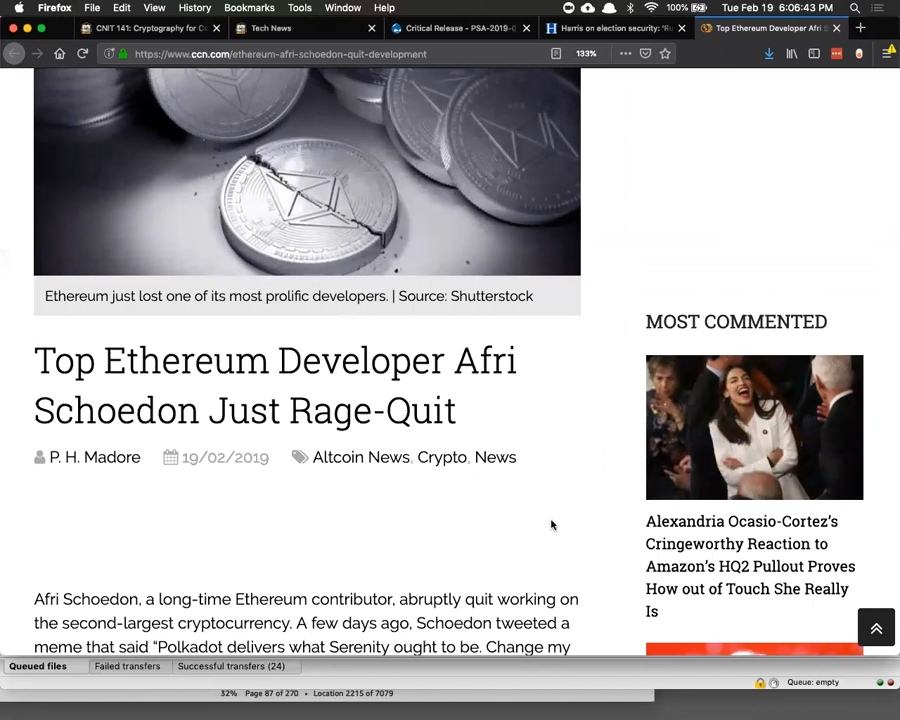 Firefox File Edit View History Bookmarks Tools Window Help 100% Tue Feb 19 6:06:43 PM
CNIT 141: Cryptography for C
Tech News
Critical Release - PSA-2019-0
Harris on election security: 'Ru
Top Ethereum Developer Afri S
https://www.ccn.com/ethereum-afri-schoedon-quit-development
133%
Ethereum just lost one of its most prolific developers. | Source: Shutterstock
Top Ethereum Developer Afri
Schoedon Just Rage-Quit
P. H. Madore 19/02/2019 Altcoin News, Crypto, News
Afri Schoedon, a long-time Ethereum contributor, abruptly quit working on
the second-largest cryptocurrency. A few days ago, Schoedon tweeted a
meme that said “Polkadot delivers what Serenity ought to be. Change my
MOST COMMENTED
Alexandria Ocasio-Cortez’s
Cringeworthy Reaction to
Amazon’s HQ2 Pullout Proves
How out of Touch She Really
Is
Queued files Failed transfers Successful transfers (24)
Queue: empty
32% Page 87 of 270 • Location 2215 of 7079